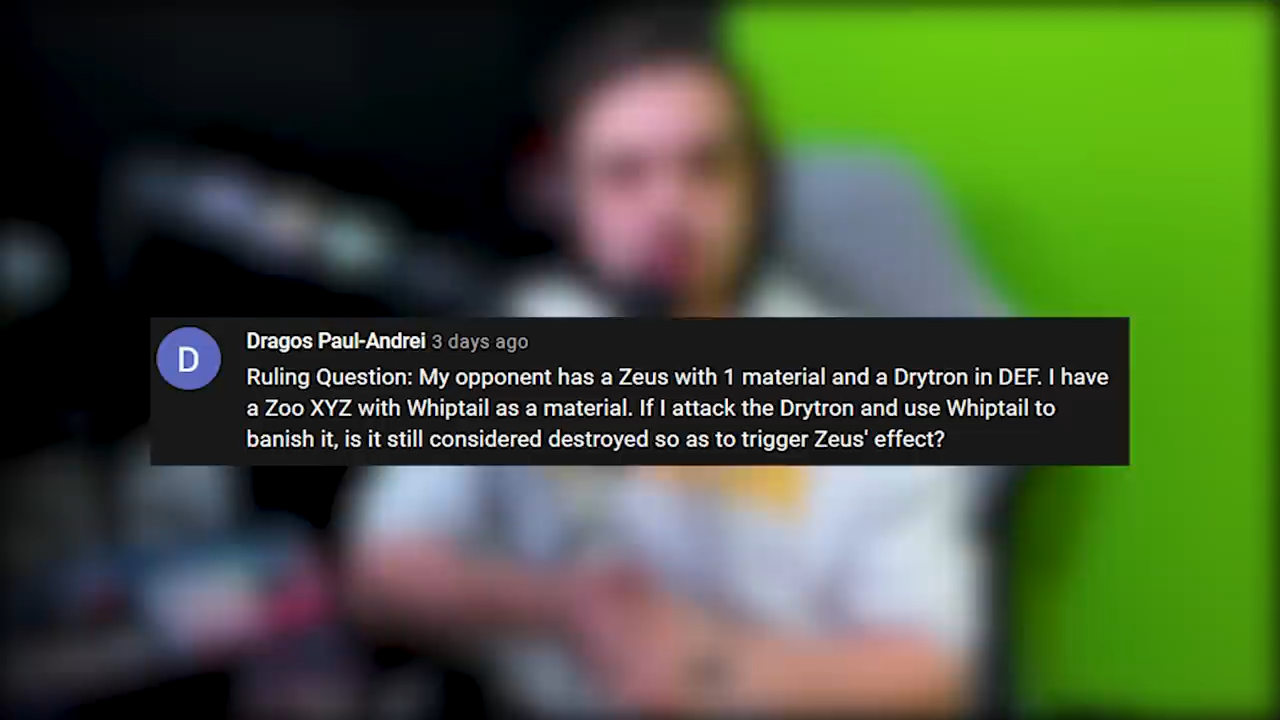 D
Dragos Paul-Andrei 3 days ago
Ruling Question: My opponent has a Zeus with 1 material and a Drytron in DEF. I have
a Zoo XYZ with Whiptail as a material. If I attack the Drytron and use Whiptail to
banish it, is it still considered destroyed so as to trigger Zeus' effect?